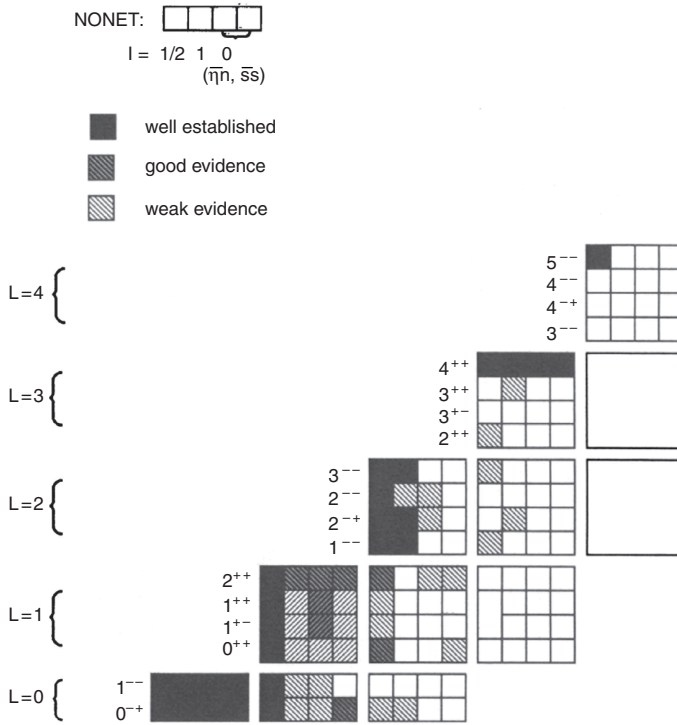 NONET:
I = 1/2 1 0
(η̅n, s̅s)
well established
good evidence
weak evidence
5⁻⁻
L=4 { 4⁻⁻
4⁻⁺
3⁻⁻
4⁺⁺
L=3 { 3⁺⁺
3⁺⁻
2⁺⁺
3⁻⁻
L=2 { 2⁻⁻
2⁻⁺
1⁻⁻
2⁺⁺
L=1 { 1⁺⁺
1⁺⁻
0⁺⁺
L=0 { 1⁻⁻
0⁻⁺